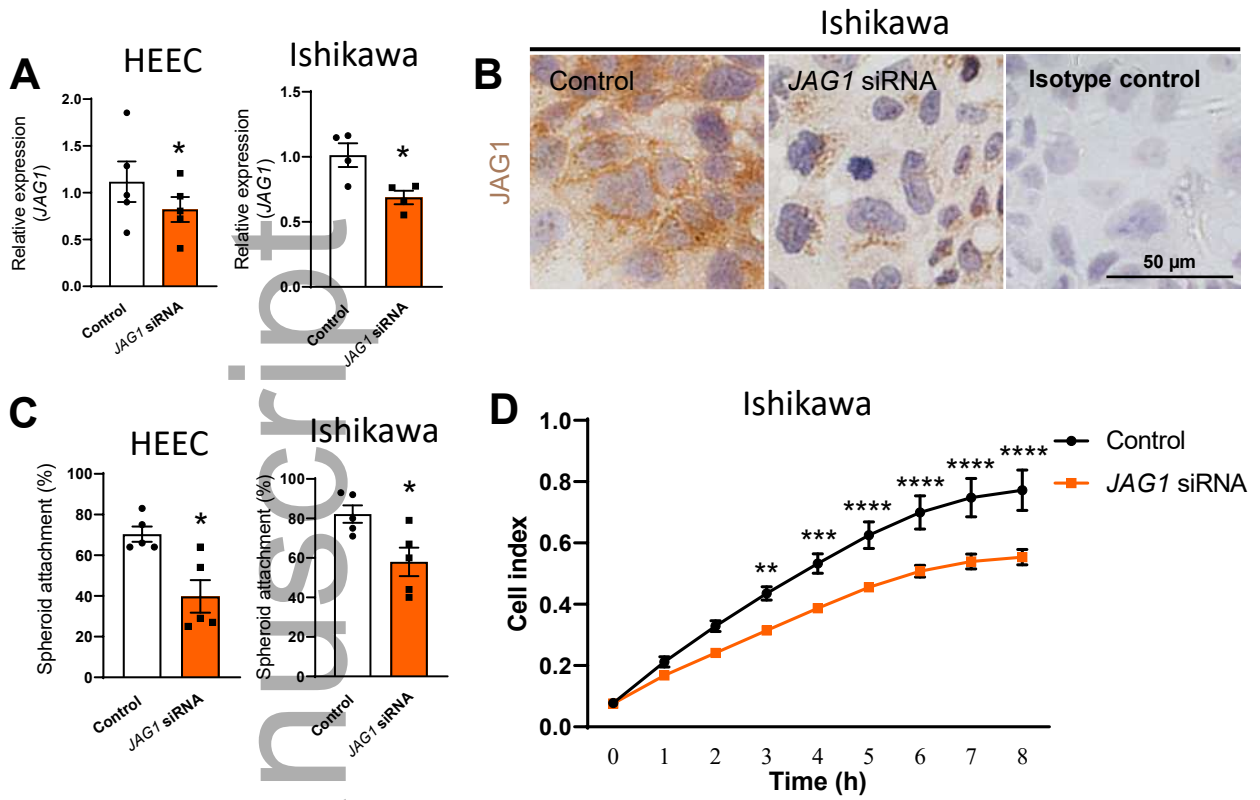 Ishikawa
A
HEEC
Ishikawa
Relative expression
(JAG1)
2.0
1.5
1.0
0.5
0.0
*
Control
JAG1 siRNA
Relative expression
(JAG1)
1.5
1.0
0.5
0.0
*
Control
JAG1 siRNA
B
JAG1
Control
JAG1 siRNA
Isotype control
50 µm
C
HEEC
Ishikawa
Spheroid attachment (%)
100
80
60
40
20
0
*
Control
JAG1 siRNA
Spheroid attachment (%)
100
80
60
40
20
0
*
Control
JAG1 siRNA
D
Ishikawa
Cell index
1.0
0.8
0.6
0.4
0.2
0.0
** *** **** **** **** ****
0 1 2 3 4 5 6 7 8
Time (h)
Control
JAG1 siRNA
nuscript